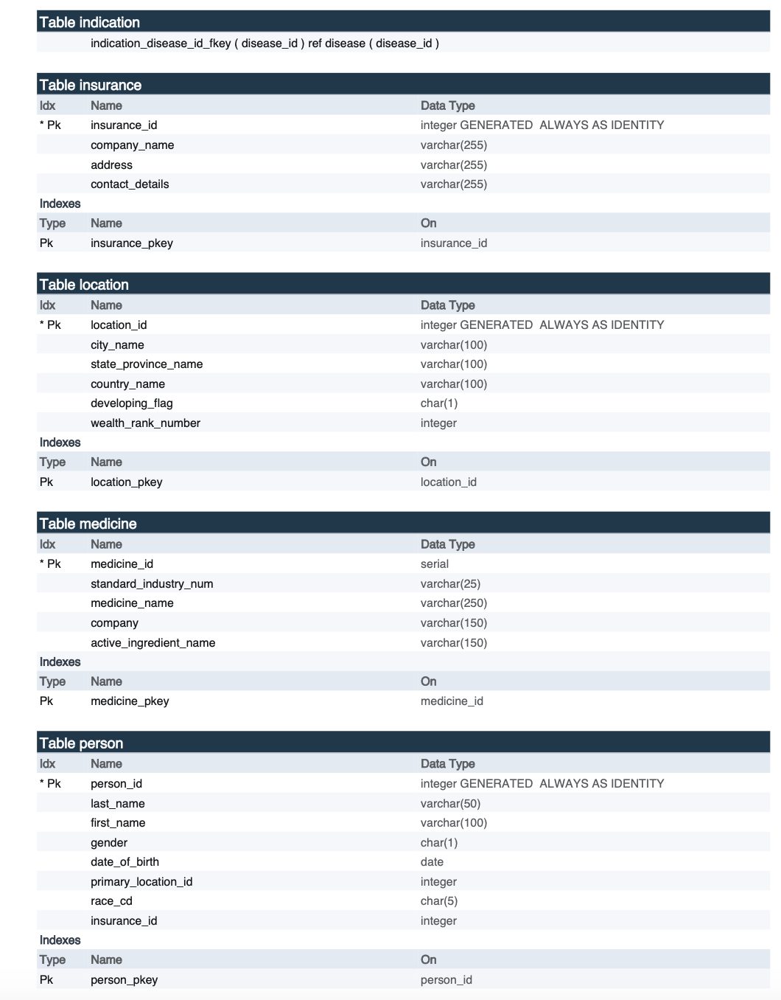 Table indication
indication_disease_id_fkey ( disease_id ) ref disease ( disease_id )
Table insurance
Idx Name Data Type
* Pk insurance_id integer GENERATED  ALWAYS AS IDENTITY
company_name varchar(255)
address varchar(255)
contact_details varchar(255)
Indexes
Type Name On
Pk insurance_pkey insurance_id
Table location
Idx Name Data Type
* Pk location_id integer GENERATED  ALWAYS AS IDENTITY
city_name varchar(100)
state_province_name varchar(100)
country_name varchar(100)
developing_flag char(1)
wealth_rank_number integer
Indexes
Type Name On
Pk location_pkey location_id
Table medicine
Idx Name Data Type
* Pk medicine_id serial
standard_industry_num varchar(25)
medicine_name varchar(250)
company varchar(150)
active_ingredient_name varchar(150)
Indexes
Type Name On
Pk medicine_pkey medicine_id
Table person
Idx Name Data Type
* Pk person_id integer GENERATED  ALWAYS AS IDENTITY
last_name varchar(50)
first_name varchar(100)
gender char(1)
date_of_birth date
primary_location_id integer
race_cd char(5)
insurance_id integer
Indexes
Type Name On
Pk person_pkey person_id